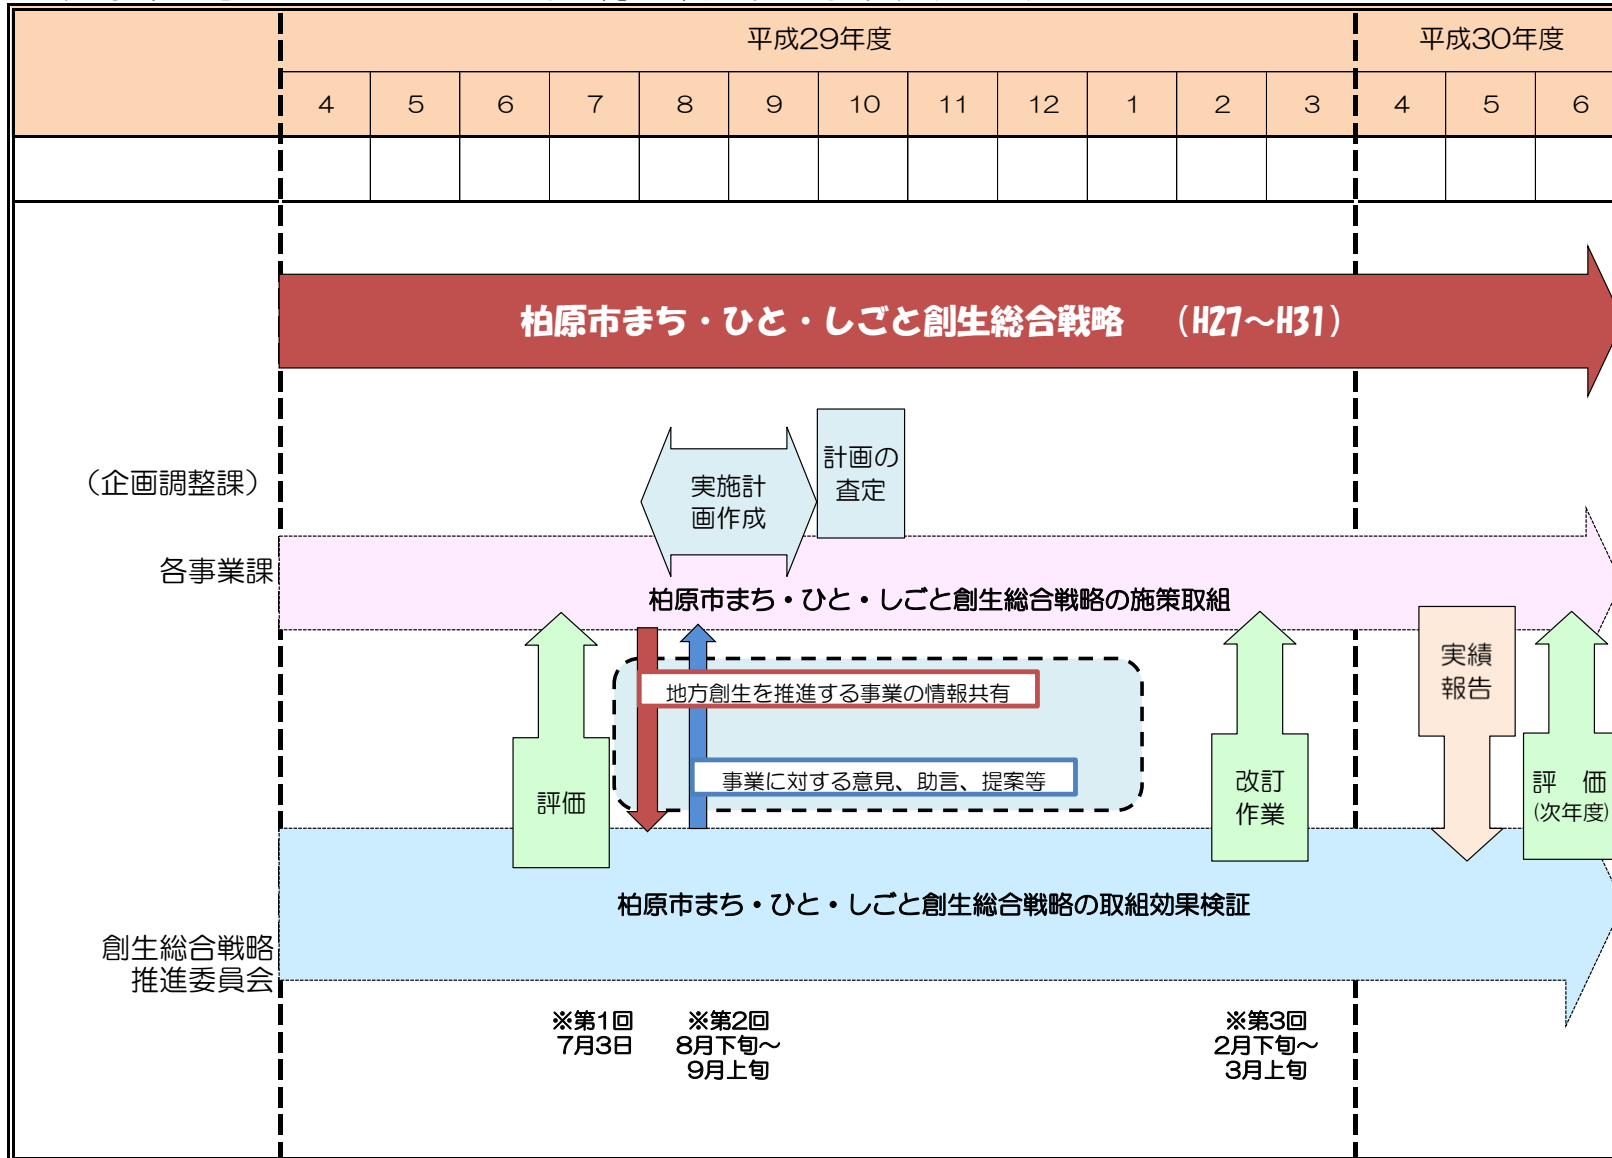 平成29年度
平成30年度
4 5 6 7 8 9 10 11 12 1 2 3 4 5 6
柏原市まち・ひと・しごと創生総合戦略 （H27～H31）
（企画調整課）
実施計
画作成
計画の
査定
各事業課
柏原市まち・ひと・しごと創生総合戦略の施策取組
地方創生を推進する事業の情報共有
事業に対する意見、助言、提案等
評価
改訂
作業
実績
報告
評　価
(次年度)
柏原市まち・ひと・しごと創生総合戦略の取組効果検証
創生総合戦略
推進委員会
※第1回
7月3日
※第2回
8月下旬～
9月上旬
※第3回
2月下旬～
3月上旬